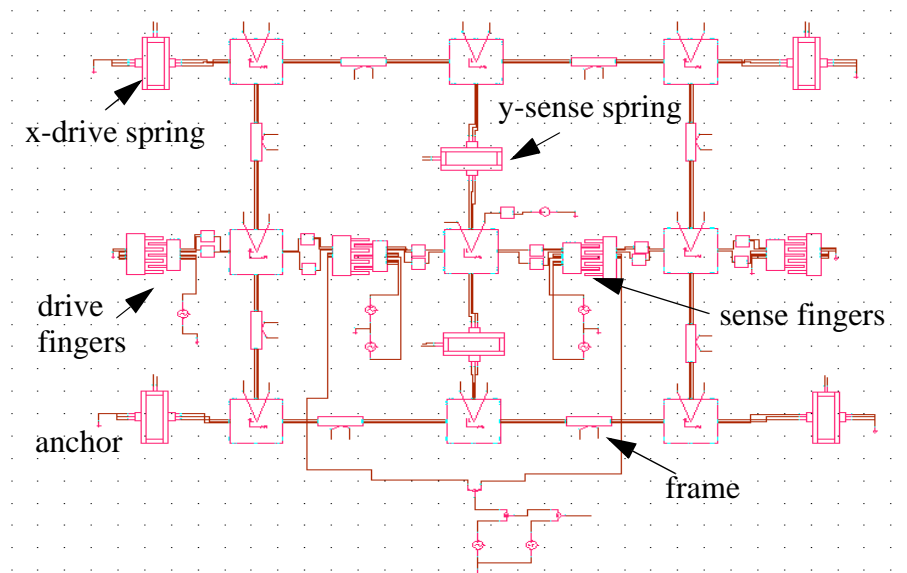 x-drive spring
y-sense spring
drive
fingers
sense fingers
anchor
frame